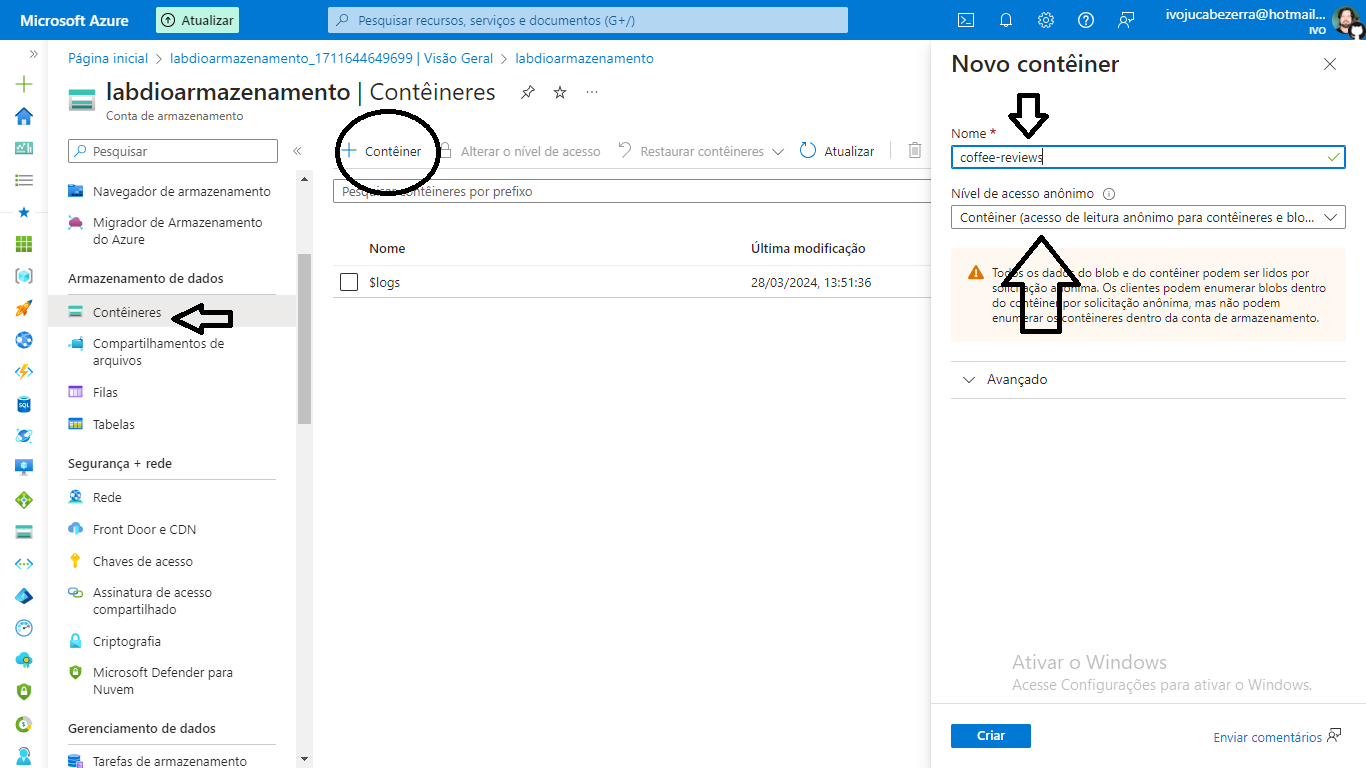 Microsoft Azure
Atualizar
Pesquisar recursos, serviços e documentos (G+/)
ivojucabezerra@hotmail...
IVO
Página inicial > labdioarmazenamento_1711644649699 | Visão Geral > labdioarmazenamento
labdioarmazenamento | Contêineres
Conta de armazenamento
Pesquisar
Navegador de armazenamento
Migrador de Armazenamento
do Azure
Armazenamento de dados
Contêineres
Compartilhamentos de
arquivos
Filas
Tabelas
Segurança + rede
Rede
Front Door e CDN
Chaves de acesso
Assinatura de acesso
compartilhado
Criptografia
Microsoft Defender para
Nuvem
Gerenciamento de dados
Tarefas de armazenamento
Contêiner
Alterar o nível de acesso
Restaurar contêineres
Atualizar
Pesquisar contêineres por prefixo
Nome
Última modificação
$logs
28/03/2024, 13:51:36
Novo contêiner
Nome *
coffee-reviews
Nível de acesso anônimo
Contêiner (acesso de leitura anônimo para contêineres e blo...
Todos os dados do blob e do contêiner podem ser lidos por
solicitação anônima. Os clientes podem enumerar blobs dentro
do contêiner por solicitação anônima, mas não podem
enumerar os contêineres dentro da conta de armazenamento.
Avançado
Ativar o Windows
Acesse Configurações para ativar o Windows.
Criar
Enviar comentários